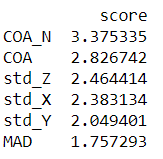 score
COA_N 3.375335
COA 2.826742
std_Z 2.464414
std_X 2.383134
std_Y 2.049401
MAD 1.757293